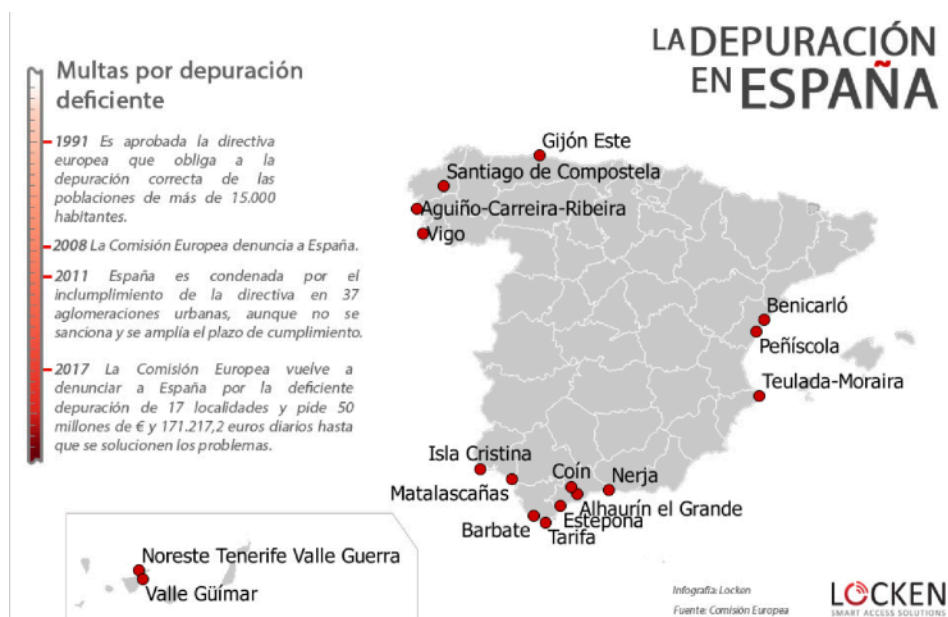 LA DEPURACIÓN
EN ESPAÑA
Multas por depuración
deficiente
1991 Es aprobada la directiva
europea que obliga a la
depuración correcta de las
poblaciones de más de 15.000
habitantes.
2008 La Comisión Europea denuncia a España.
2011 España es condenada por el
inclumplimiento de la directiva en 37
aglomeraciones urbanas, aunque no se
sanciona y se amplía el plazo de cumplimiento.
2017 La Comisión Europea vuelve a
denunciar a España por la deficiente
depuración de 17 localidades y pide 50
millones de € y 171.217,2 euros diarios hasta
que se solucionen los problemas.
Gijón Este
Santiago de Compostela
Aguiño-Carreira-Ribeira
Vigo
Benicarló
Peñíscola
Teulada-Moraira
Isla Cristina
Matalascañas
Coín
Nerja
Alhaurín el Grande
Estepona
Barbate
Tarifa
Noreste Tenerife Valle Guerra
Valle Güímar
Infografía: Locken
Fuente: Comisión Europea
LOCKEN
SMART ACCESS SOLUTIONS